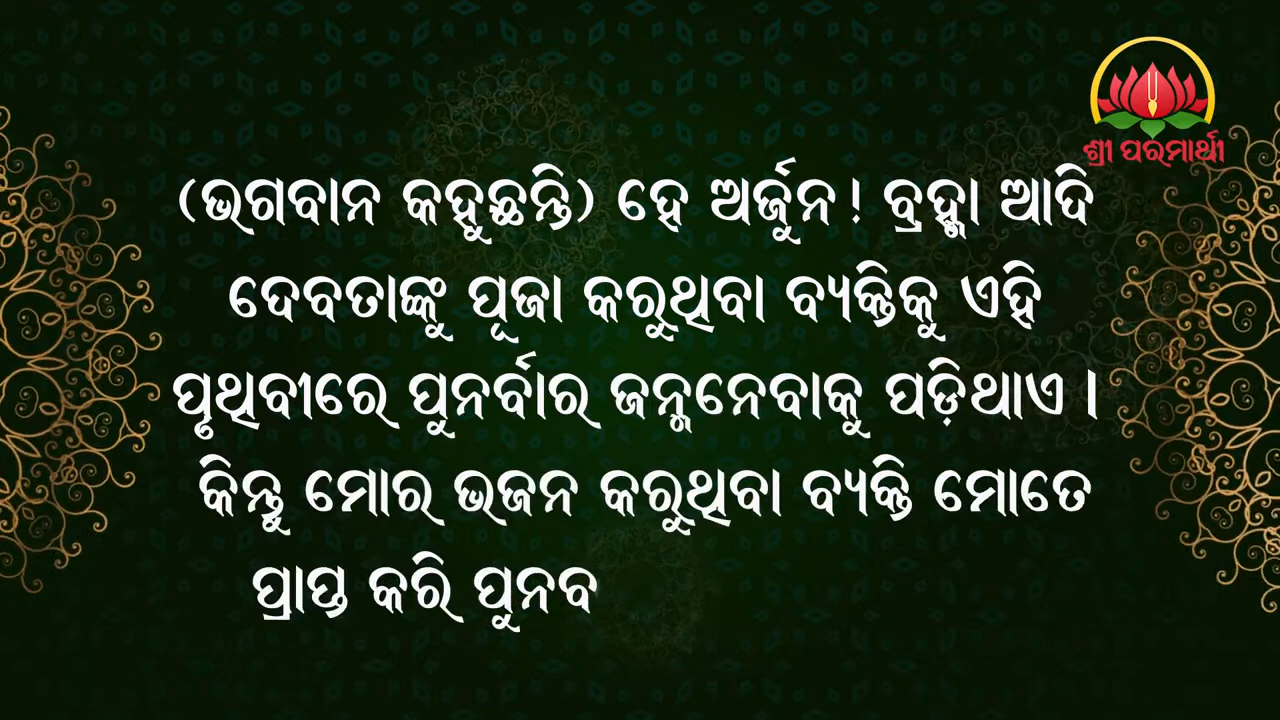 ଶ୍ରୀ ପରମାର୍ଥୀ
(ଭଗବାନ କହୁଛନ୍ତି) ହେ ଅର୍ଜୁନ! ବ୍ରହ୍ମା ଆଦି
ଦେବତାଙ୍କୁ ପୂଜା କରୁଥିବା ବ୍ୟକ୍ତିକୁ ଏହି
ପୃଥିବୀରେ ପୁନର୍ବାର ଜନ୍ମନେବାକୁ ପଡ଼ିଥାଏ।
କିନ୍ତୁ ମୋର ଭଜନ କରୁଥିବା ବ୍ୟକ୍ତି ମୋତେ
ପ୍ରାପ୍ତ କରି ପୁନବ